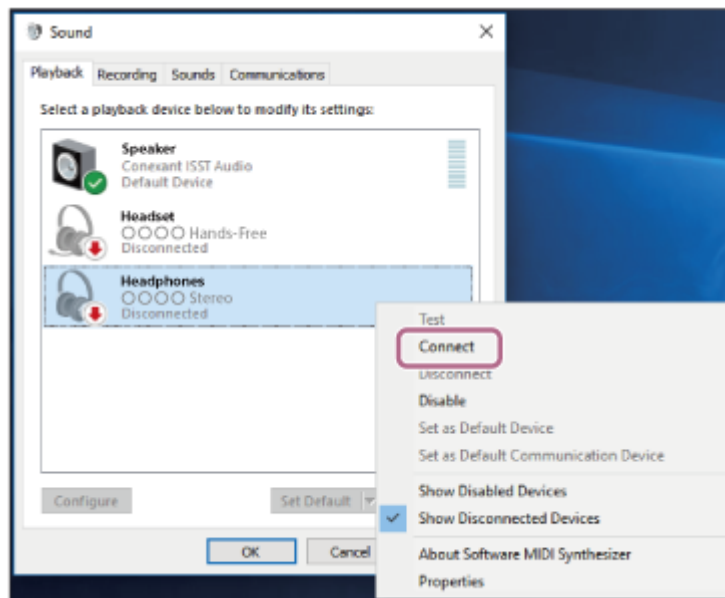 Sound
Playback Recording Sounds Communications
Select a playback device below to modify its settings:
Speaker
Conexant ISST Audio
Default Device
Headset
○○○○ Hands-Free
Disconnected
Headphones
○○○○ Stereo
Disconnected
Test
Connect
Disconnect
Disable
Set as Default Device
Set as Default Communication Device
Show Disabled Devices
Show Disconnected Devices
About Software MIDI Synthesizer
Properties
Configure Set Default
OK Cancel